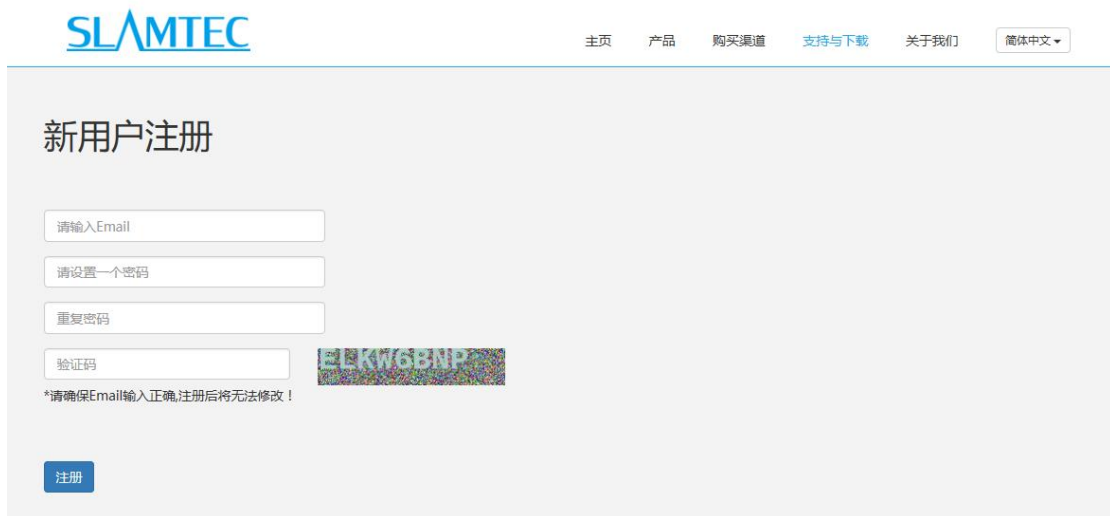 SLAMTEC
主页 产品 购买渠道 支持与下载 关于我们 简体中文
新用户注册
请输入Email
请设置一个密码
重复密码
验证码 ELKW6BNP
*请确保Email输入正确,注册后将无法修改！
注册